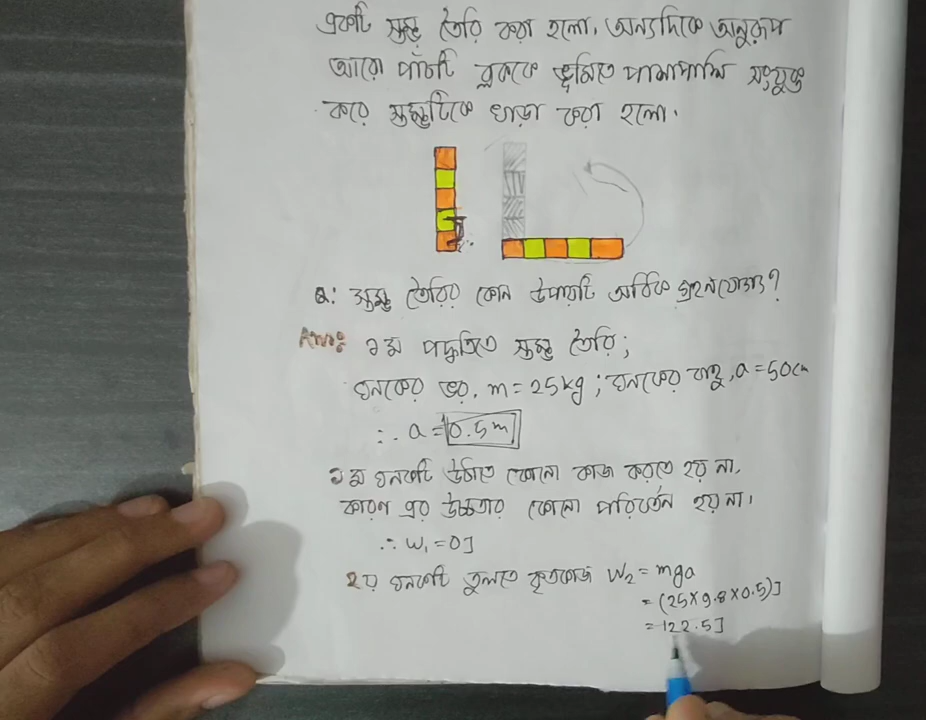 একটি স্তম্ভ তৈরি করা হলো, অন্যদিকে অনুরূপ
আরো পাঁচটি ব্লককে ভূমিতে পাশাপাশি সংযুক্ত
করে স্তম্ভটিকে খাড়া করা হলো।
Q: স্তম্ভ তৈরির কোন উপায়টি অধিক গ্রহনযোগ্য?
Ans: ১ম পদ্ধতিতে স্তম্ভ তৈরি;
ঘনকের ভর, m = 25kg ; ঘনকের বাহু, a = 50cm
∴ a = 0.5m
১ম ঘনকটি উঠাতে কোনো কাজ করতে হয় না,
কারণ এর উচ্চতার কোনো পরিবর্তন হয় না।
∴ W₁ = 0J
২য় ঘনকটি তুলতে কৃতকাজ W₂ = mga
= (25×9.8×0.5)J
= 122.5J